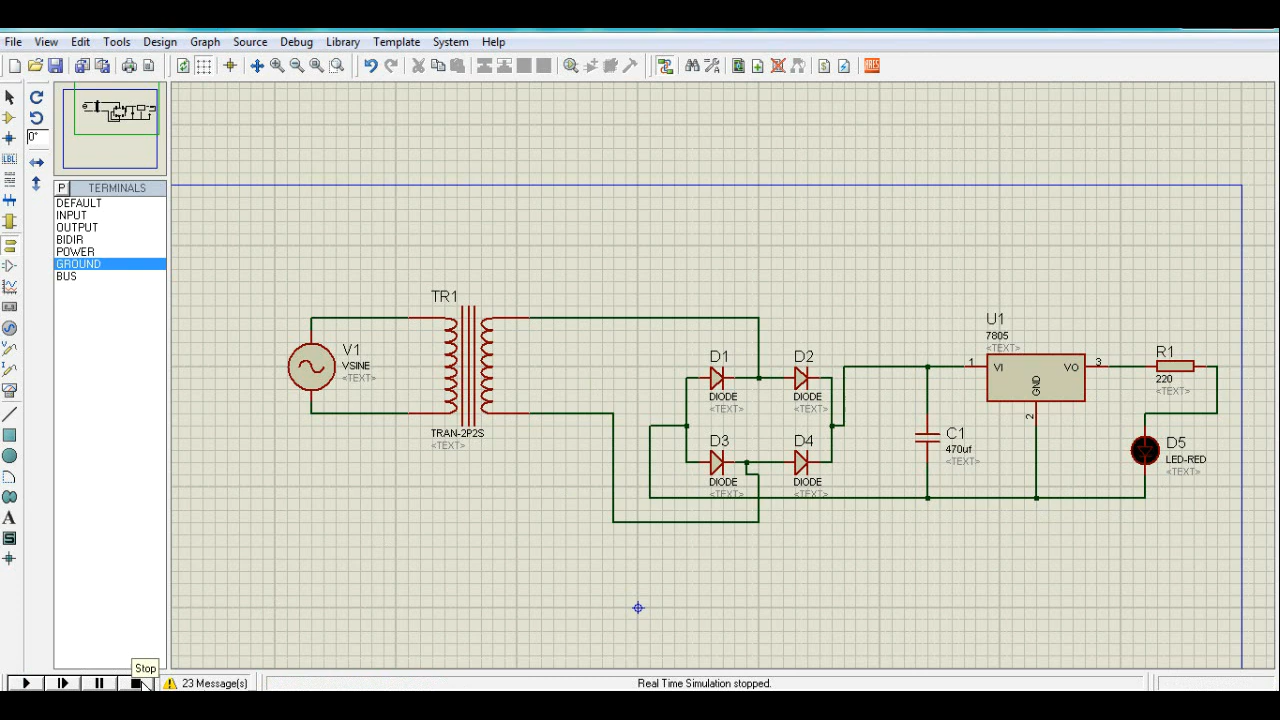 File View Edit Tools Design Graph Source Debug Library Template System Help
ARES
0°
LBL
P TERMINALS
DEFAULT
INPUT
OUTPUT
BIDIR
POWER
GROUND
BUS
A
S
TR1
TRAN-2P2S
<TEXT>
V1
VSINE
<TEXT>
D1
DIODE
<TEXT>
D2
DIODE
<TEXT>
D3
DIODE
<TEXT>
D4
DIODE
<TEXT>
C1
470uf
<TEXT>
U1
7805
<TEXT>
1 VI VO 3
GND
2
R1
220
<TEXT>
D5
LED-RED
<TEXT>
Stop
23 Message(s) Real Time Simulation stopped.